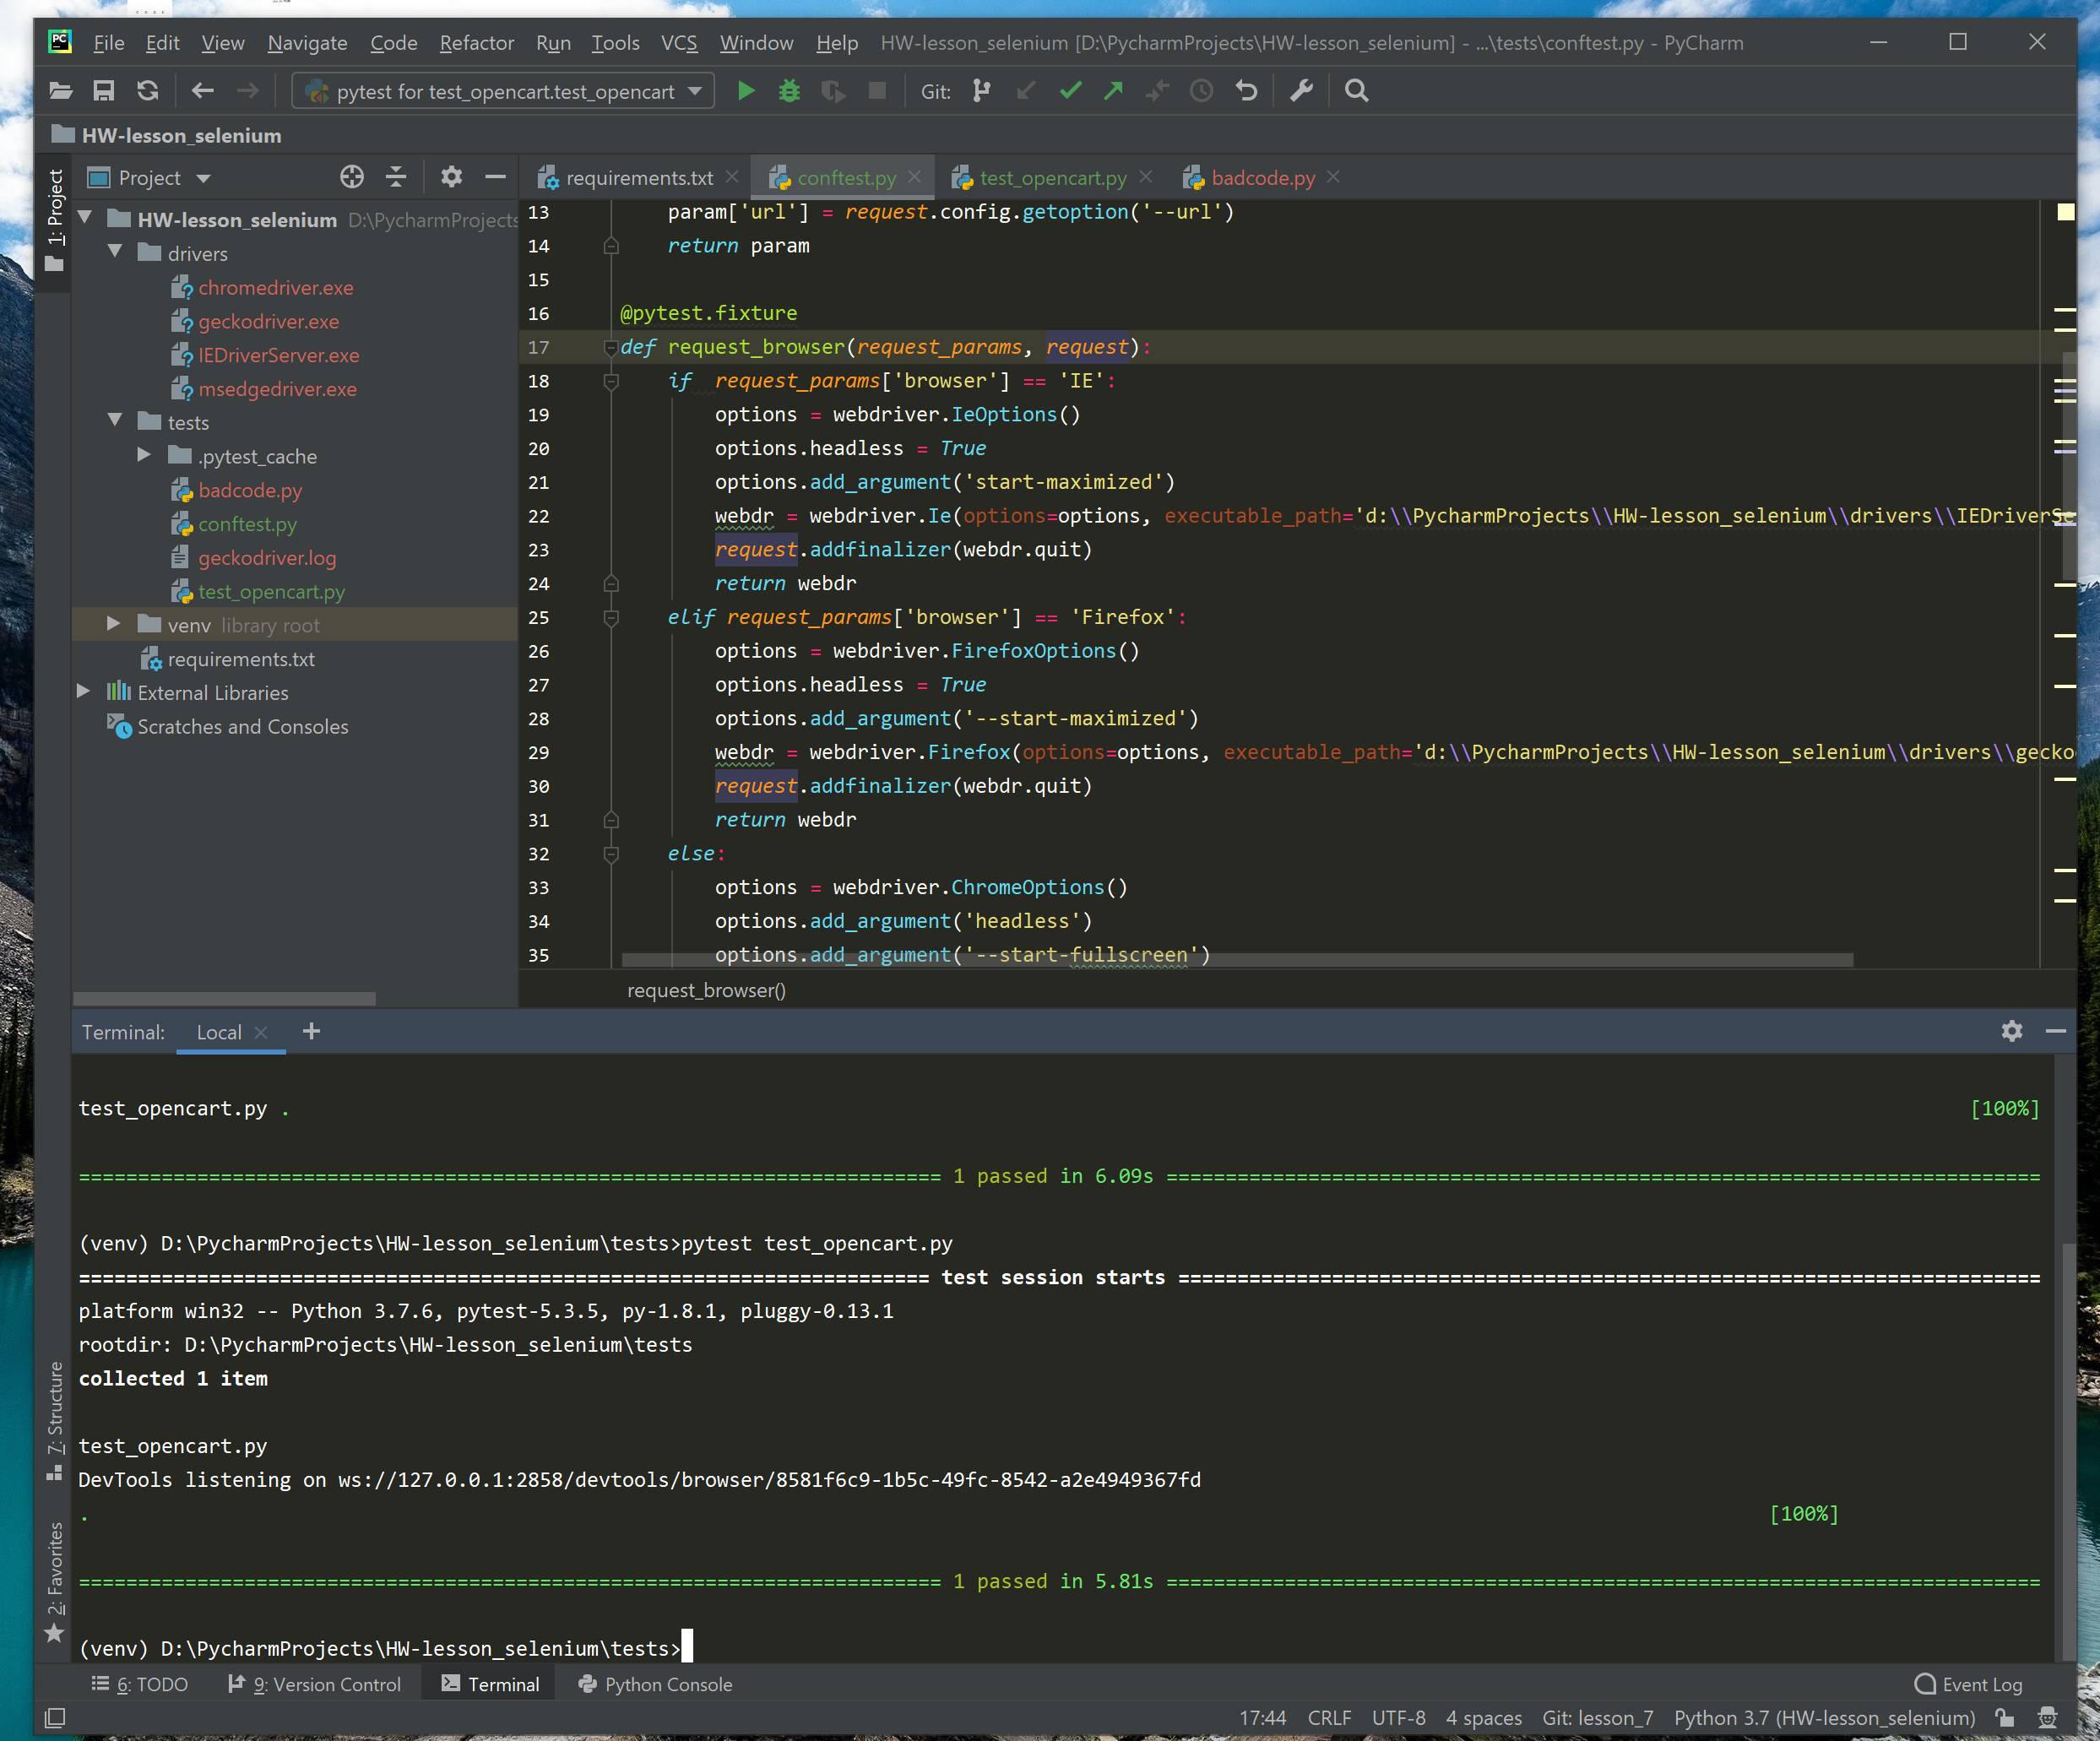 File Edit View Navigate Code Refactor Run Tools VCS Window Help HW-lesson_selenium [D:\PycharmProjects\HW-lesson_selenium] - ...\tests\conftest.py - PyCharm
pytest for test_opencart.test_opencart Git:
HW-lesson_selenium
1: Project
Project
requirements.txt conftest.py test_opencart.py badcode.py
HW-lesson_selenium D:\PycharmProjects
drivers
chromedriver.exe
geckodriver.exe
IEDriverServer.exe
msedgedriver.exe
tests
.pytest_cache
badcode.py
conftest.py
geckodriver.log
test_opencart.py
venv library root
requirements.txt
External Libraries
Scratches and Consoles
13 param['url'] = request.config.getoption('--url')
14 return param
15
16 @pytest.fixture
17 def request_browser(request_params, request):
18 if request_params['browser'] == 'IE':
19 options = webdriver.IeOptions()
20 options.headless = True
21 options.add_argument('start-maximized')
22 webdr = webdriver.Ie(options=options, executable_path='d:\\PycharmProjects\\HW-lesson_selenium\\drivers\\IEDriverSe
23 request.addfinalizer(webdr.quit)
24 return webdr
25 elif request_params['browser'] == 'Firefox':
26 options = webdriver.FirefoxOptions()
27 options.headless = True
28 options.add_argument('--start-maximized')
29 webdr = webdriver.Firefox(options=options, executable_path='d:\\PycharmProjects\\HW-lesson_selenium\\drivers\\gecko
30 request.addfinalizer(webdr.quit)
31 return webdr
32 else:
33 options = webdriver.ChromeOptions()
34 options.add_argument('headless')
35 options.add_argument('--start-fullscreen')
request_browser()
Terminal: Local
test_opencart.py . [100%]
========================================================================= 1 passed in 6.09s ==========================================================================
(venv) D:\PycharmProjects\HW-lesson_selenium\tests>pytest test_opencart.py
======================================================================== test session starts =========================================================================
platform win32 -- Python 3.7.6, pytest-5.3.5, py-1.8.1, pluggy-0.13.1
rootdir: D:\PycharmProjects\HW-lesson_selenium\tests
collected 1 item
test_opencart.py
DevTools listening on ws://127.0.0.1:2858/devtools/browser/8581f6c9-1b5c-49fc-8542-a2e4949367fd
. [100%]
========================================================================= 1 passed in 5.81s ==========================================================================
(venv) D:\PycharmProjects\HW-lesson_selenium\tests>
7: Structure
2: Favorites
6: TODO 9: Version Control Terminal Python Console Event Log
17:44 CRLF UTF-8 4 spaces Git: lesson_7 Python 3.7 (HW-lesson_selenium)